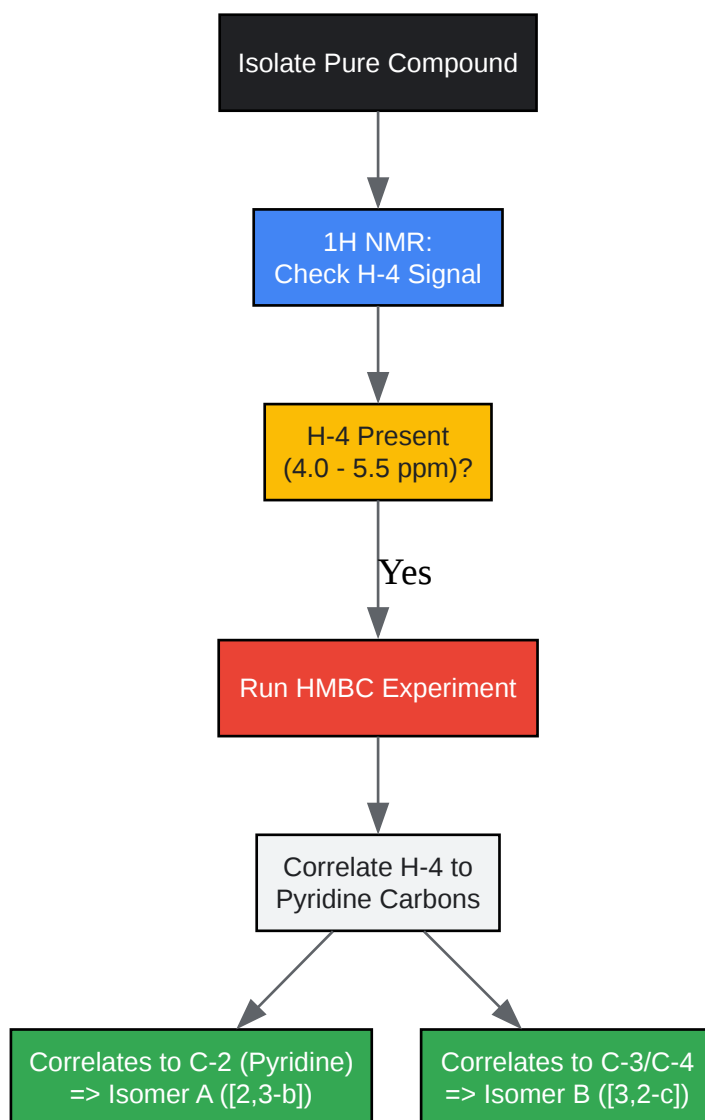 Isolate Pure Compound
1H NMR:
Check H-4 Signal
H-4 Present
(4.0 - 5.5 ppm)?
Yes
Run HMBC Experiment
Correlate H-4 to
Pyridine Carbons
Correlates to C-2 (Pyridine)
=> Isomer A ([2,3-b])
Correlates to C-3/C-4
=> Isomer B ([3,2-c])